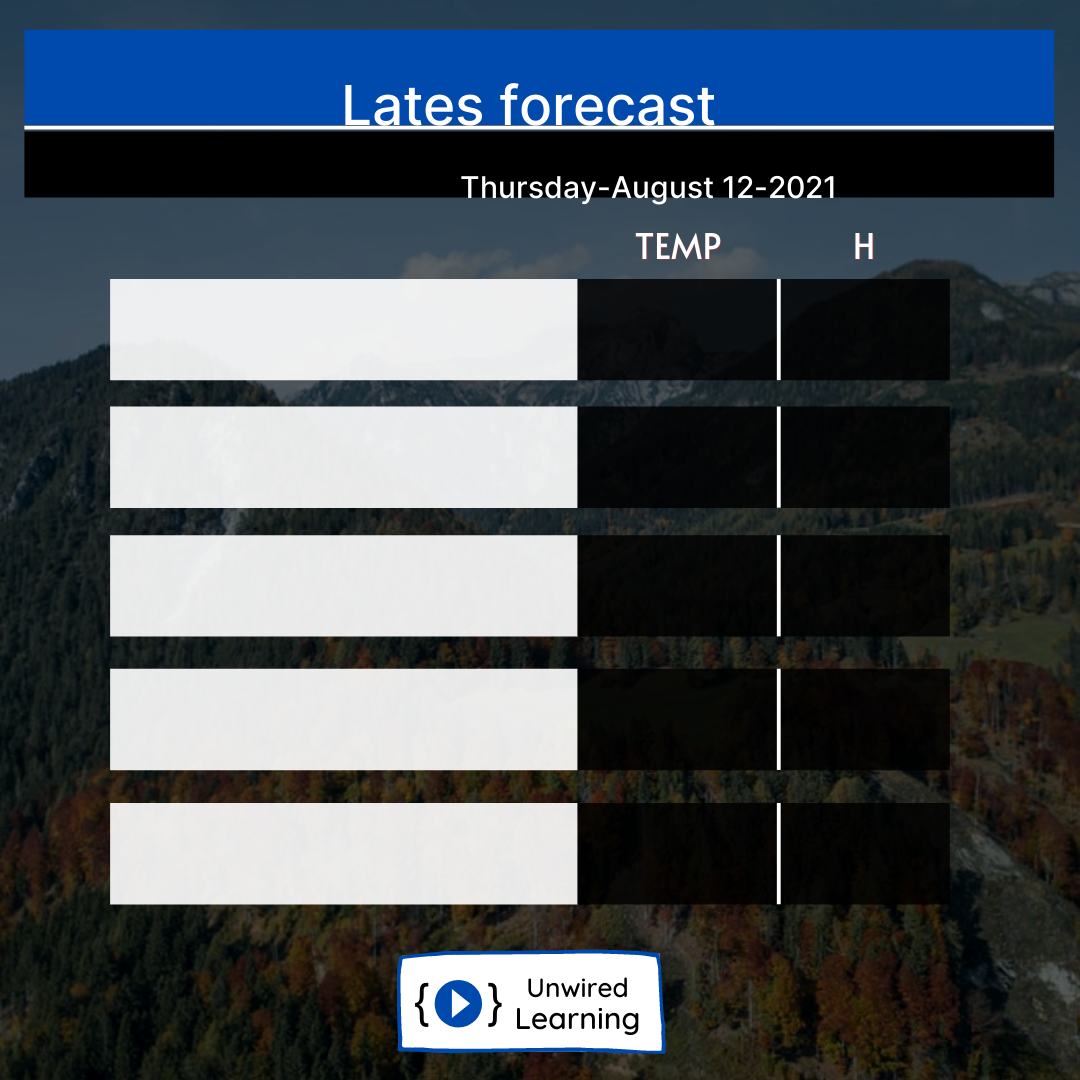 Lates forecast
Thursday-August 12-2021
TEMP H
{ } Unwired
Learning